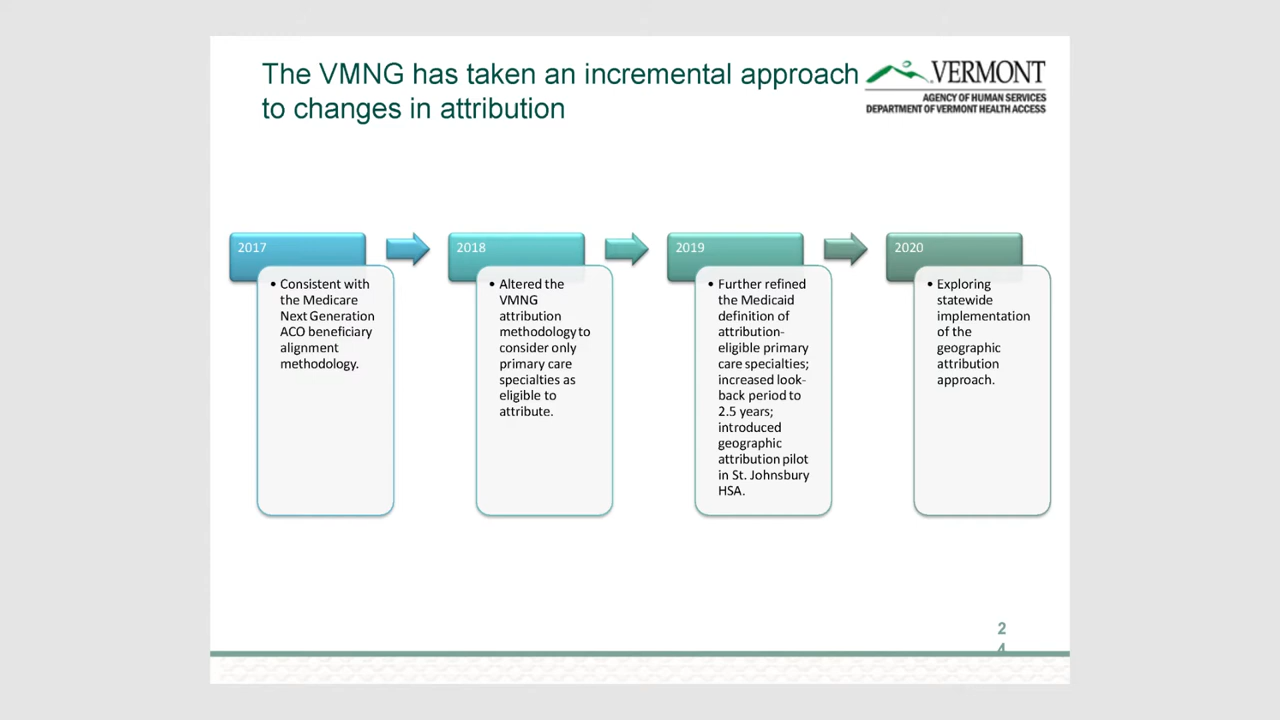 The VMNG has taken an incremental approach
to changes in attribution
VERMONT
AGENCY OF HUMAN SERVICES
DEPARTMENT OF VERMONT HEALTH ACCESS
2017
• Consistent with
the Medicare
Next Generation
ACO beneficiary
alignment
methodology.
2018
• Altered the
VMNG
attribution
methodology to
consider only
primary care
specialties as
eligible to
attribute.
2019
• Further refined
the Medicaid
definition of
attribution-
eligible primary
care specialties;
increased look-
back period to
2.5 years;
introduced
geographic
attribution pilot
in St. Johnsbury
HSA.
2020
• Exploring
statewide
implementation
of the
geographic
attribution
approach.
2
4